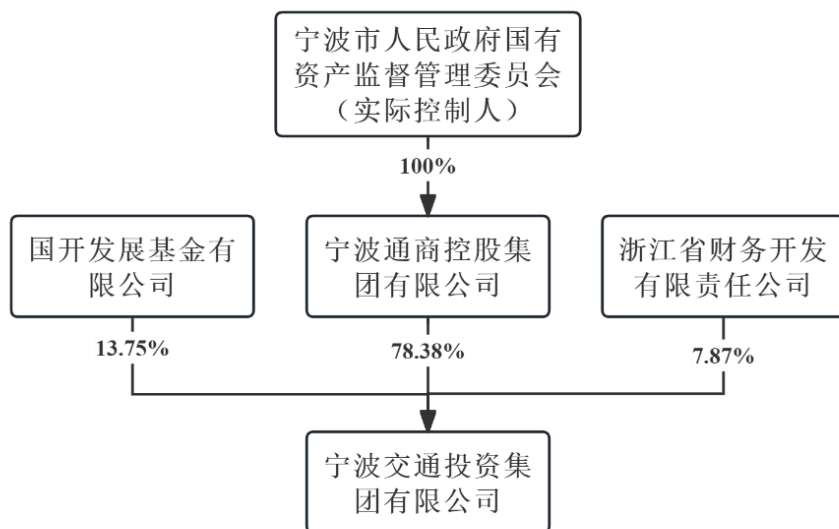 宁波市人民政府国有
资产监督管理委员会
（实际控制人）
100%
国开发展基金有
限公司
宁波通商控股集
团有限公司
浙江省财务开发
有限责任公司
13.75%
78.38%
7.87%
宁波交通投资集
团有限公司